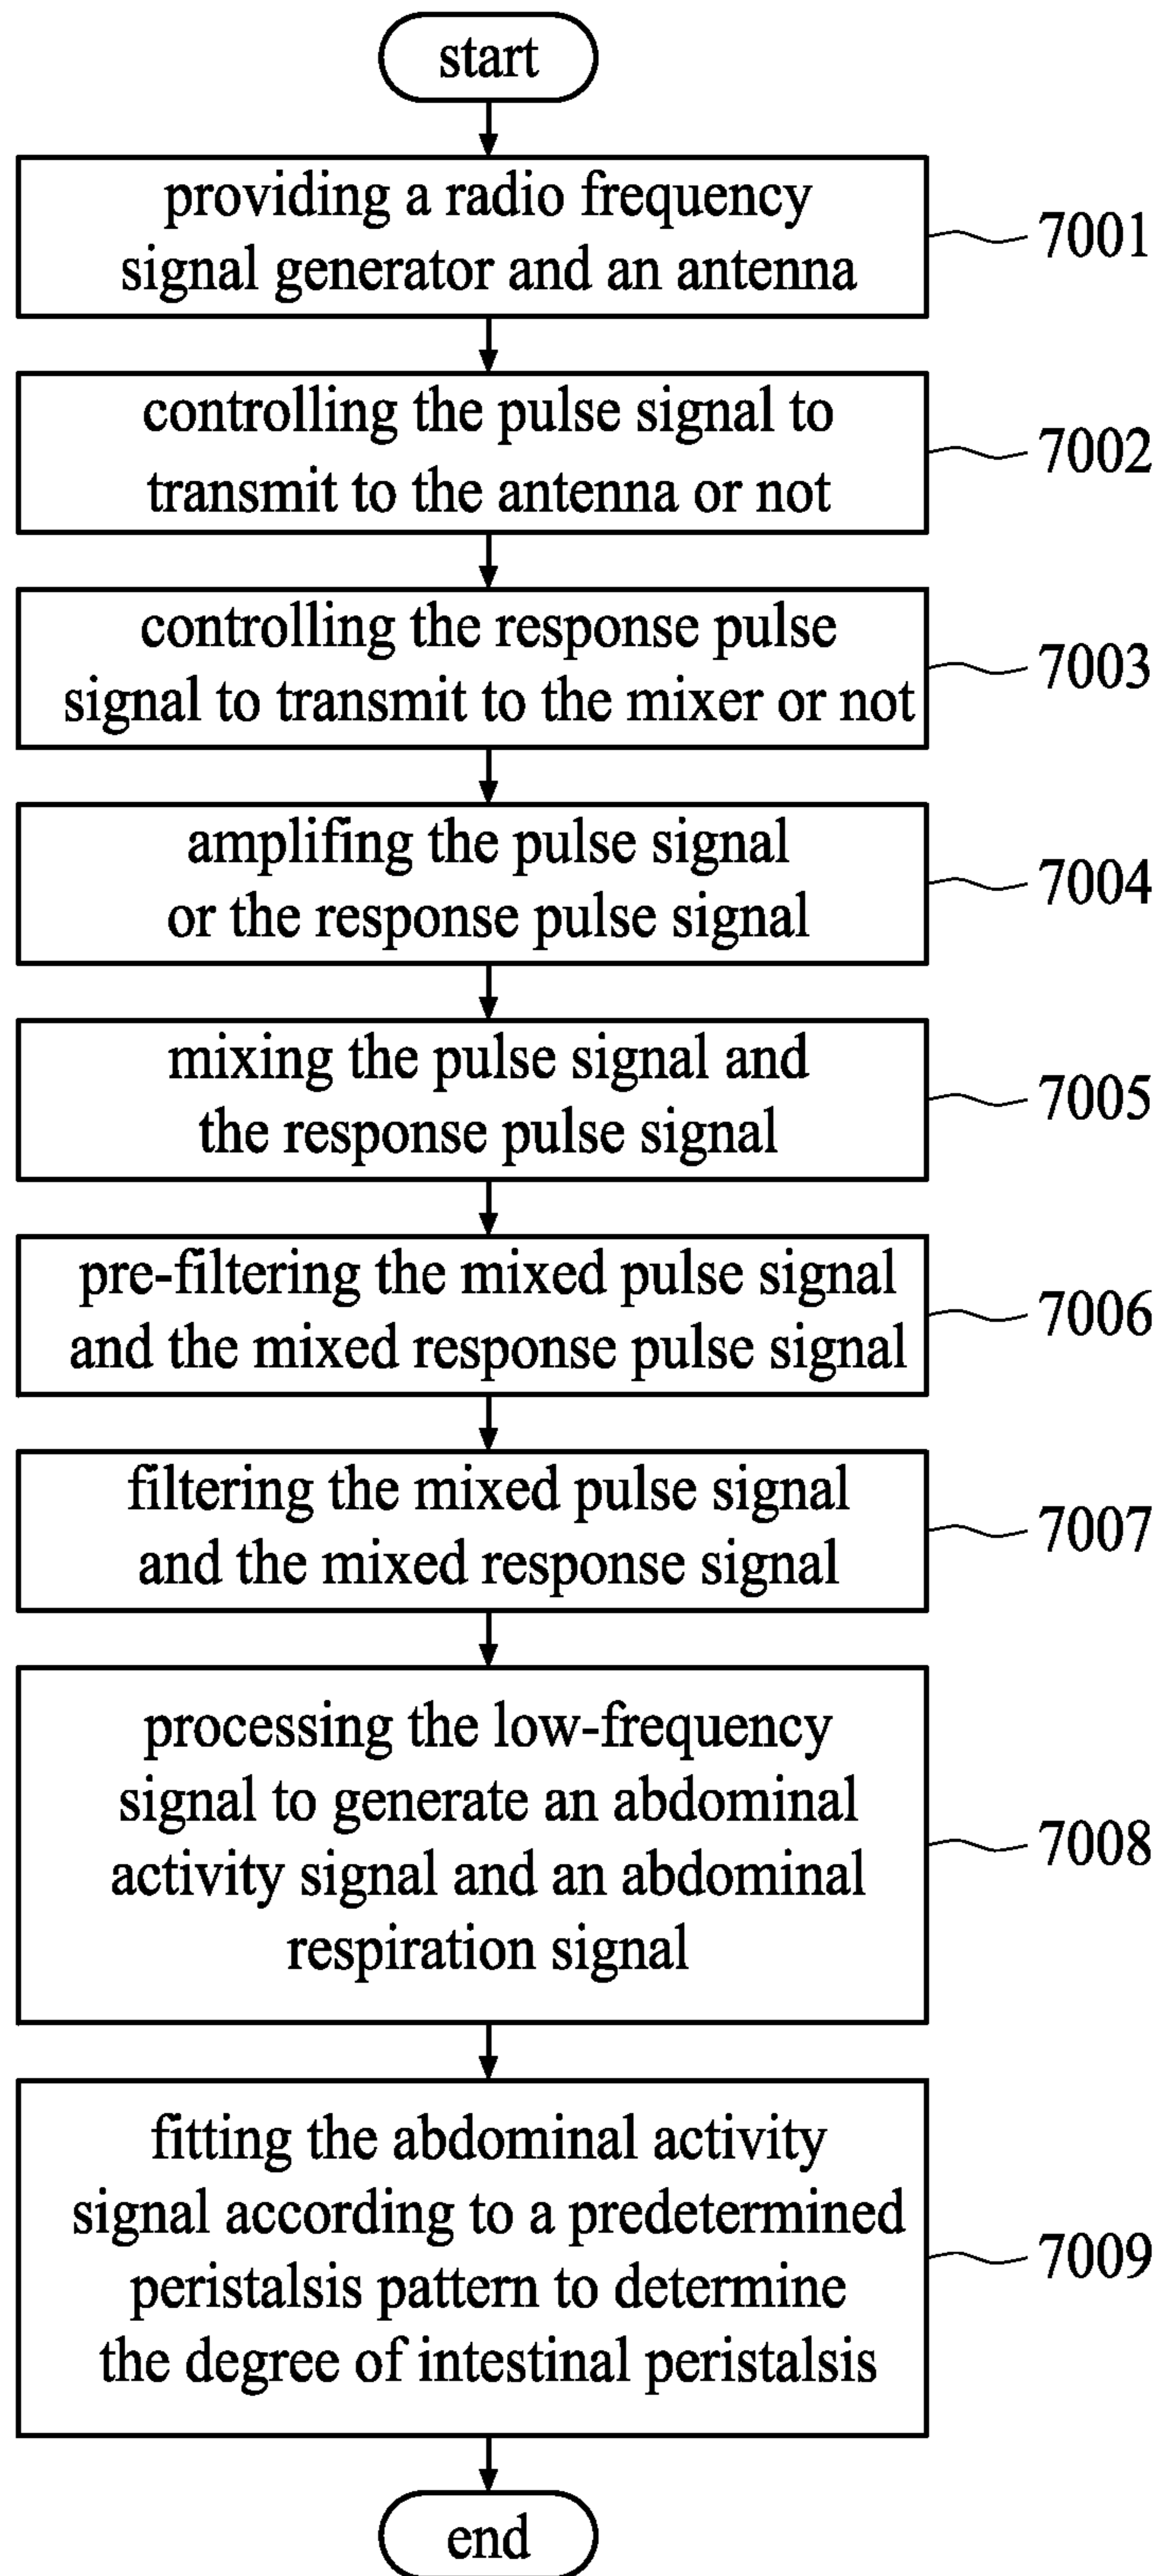 start
providing a radio frequency
signal generator and an antenna
7001
controlling the pulse signal to
transmit to the antenna or not
7002
controlling the response pulse
signal to transmit to the mixer or not
7003
amplifing the pulse signal
or the response pulse signal
7004
mixing the pulse signal and
the response pulse signal
7005
pre-filtering the mixed pulse signal
and the mixed response pulse signal
7006
filtering the mixed pulse signal
and the mixed response signal
7007
processing the low-frequency
signal to generate an abdominal
activity signal and an abdominal
respiration signal
7008
fitting the abdominal activity
signal according to a predetermined
peristalsis pattern to determine
the degree of intestinal peristalsis
7009
end